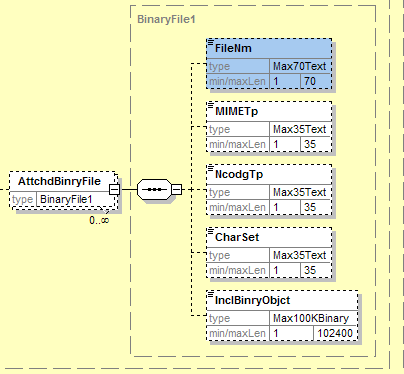 BinaryFile1
FileNm
type Max70Text
min/maxLen 1 70
MIMETp
type Max35Text
min/maxLen 1 35
NcodgTp
type Max35Text
min/maxLen 1 35
AttchdBinryFile
type BinaryFile1
0..∞
CharSet
type Max35Text
min/maxLen 1 35
InclBinryObjct
type Max100KBinary
min/maxLen 1 102400